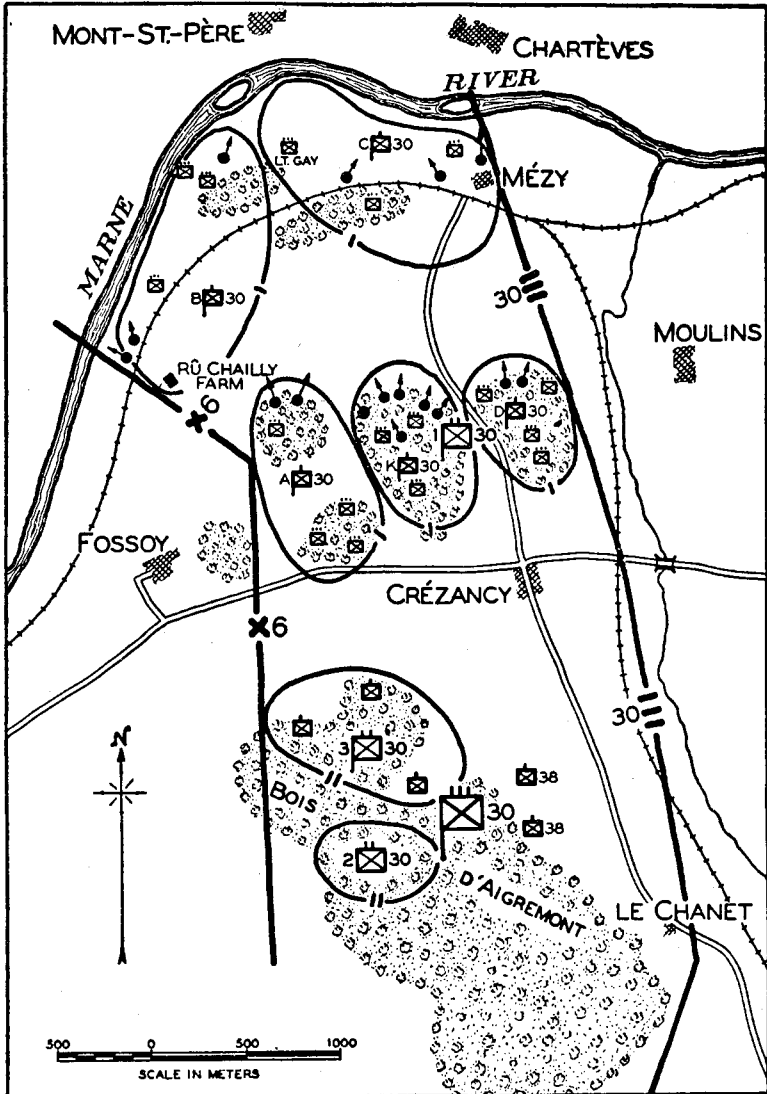 MONT-ST.-PÈRE
CHARTÈVES
RIVER
MARNE
C 30
LT. GAY
MÉZY
B 30
30
MOULINS
RÛ CHAILLY
FARM
6
1 30
D 30
A 30
K 30
FOSSOY
CRÉZANCY
6
30
3 30
38
BOIS
30
38
2 30
D'AIGREMONT
LE CHANET
N
500 0 500 1000
SCALE IN METERS